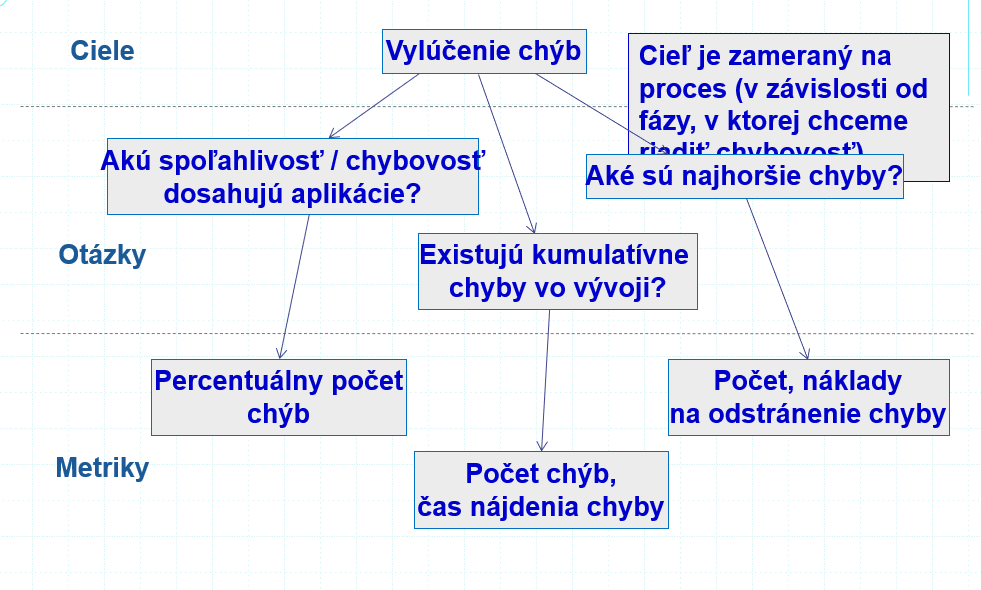 Ciele
Vylúčenie chýb
Cieľ je zameraný na
proces (v závislosti od
fázy, v ktorej chceme
riadiť chybovosť)
Akú spoľahlivosť / chybovosť
dosahujú aplikácie?
Aké sú najhoršie chyby?
Otázky
Existujú kumulatívne
chyby vo vývoji?
Percentuálny počet
chýb
Počet, náklady
na odstránenie chyby
Metriky
Počet chýb,
čas nájdenia chyby